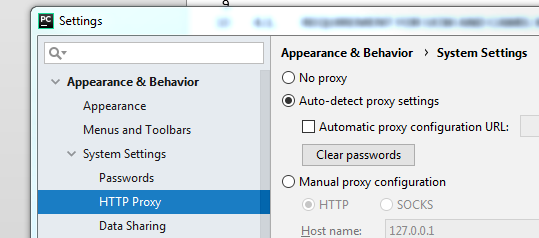 9
PC Settings
Appearance & Behavior
Appearance
Menus and Toolbars
System Settings
Passwords
HTTP Proxy
Data Sharing
Appearance & Behavior › System Settings
No proxy
Auto-detect proxy settings
Automatic proxy configuration URL:
Clear passwords
Manual proxy configuration
HTTP SOCKS
Host name: 127.0.0.1